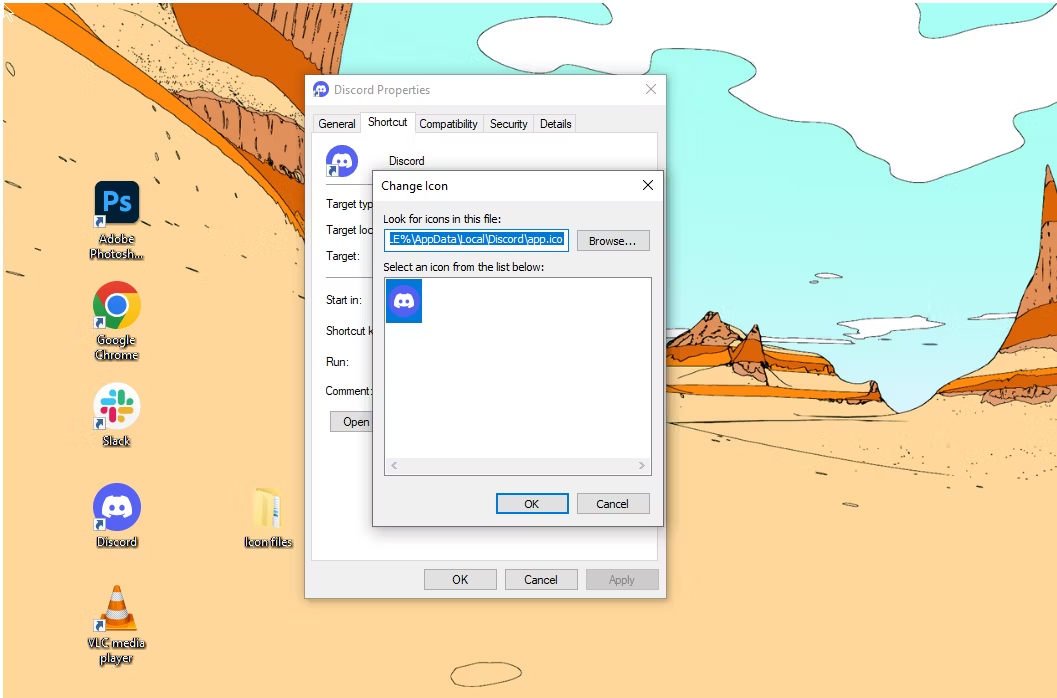 Discord Properties
General
Shortcut
Compatibility
Security
Details
Discord
Target typ
Target loc
Target:
Start in:
Shortcut k
Run:
Comment:
Open
OK
Cancel
Apply
Change Icon
Look for icons in this file:
.E%\AppData\Local\Discord\app.ico
Browse...
Select an icon from the list below:
OK
Cancel
Ps
Adobe
Photosh...
Google
Chrome
Slack
Discord
Icon files
VLC media
player